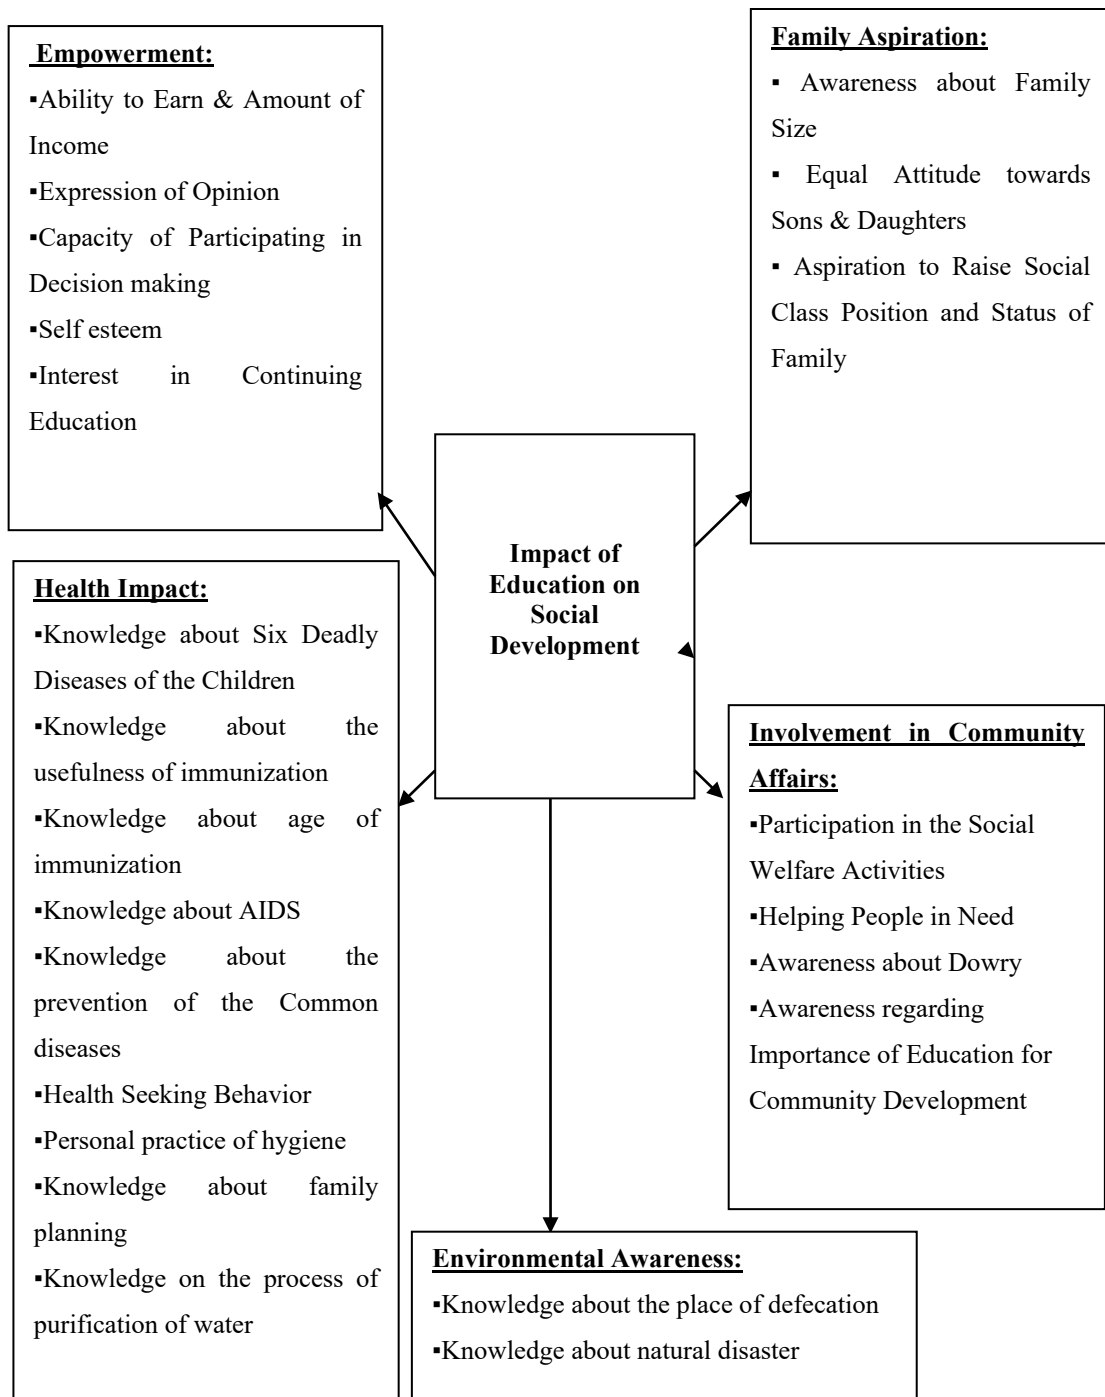 Empowerment:
▪Ability to Earn & Amount of
Income
▪Expression of Opinion
▪Capacity of Participating in
Decision making
▪Self esteem
▪Interest in Continuing
Education
Family Aspiration:
▪ Awareness about Family
Size
▪ Equal Attitude towards
Sons & Daughters
▪ Aspiration to Raise Social
Class Position and Status of
Family
Impact of
Education on
Social
Development
Health Impact:
▪Knowledge about Six Deadly
Diseases of the Children
▪Knowledge about the
usefulness of immunization
▪Knowledge about age of
immunization
▪Knowledge about AIDS
▪Knowledge about the
prevention of the Common
diseases
▪Health Seeking Behavior
▪Personal practice of hygiene
▪Knowledge about family
planning
▪Knowledge on the process of
purification of water
Involvement in Community
Affairs:
▪Participation in the Social
Welfare Activities
▪Helping People in Need
▪Awareness about Dowry
▪Awareness regarding
Importance of Education for
Community Development
Environmental Awareness:
▪Knowledge about the place of defecation
▪Knowledge about natural disaster